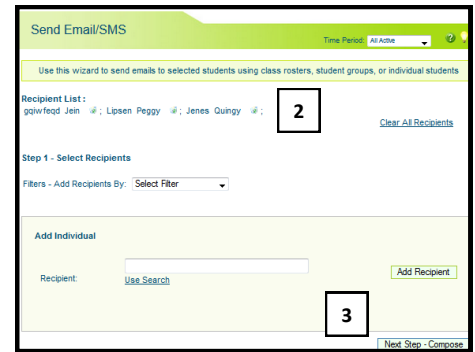 Send Email/SMS
Time Period: All Active
?
Use this wizard to send emails to selected students using class rosters, student groups, or individual students
Recipient List :
gqiwfeqd Jein ; Lipsen Peggy ; Jenes Quingy ;
2
Clear All Recipients
Step 1 - Select Recipients
Filters - Add Recipients By: Select Filter
Add Individual
Recipient:
Use Search
Add Recipient
3
Next Step - Compose